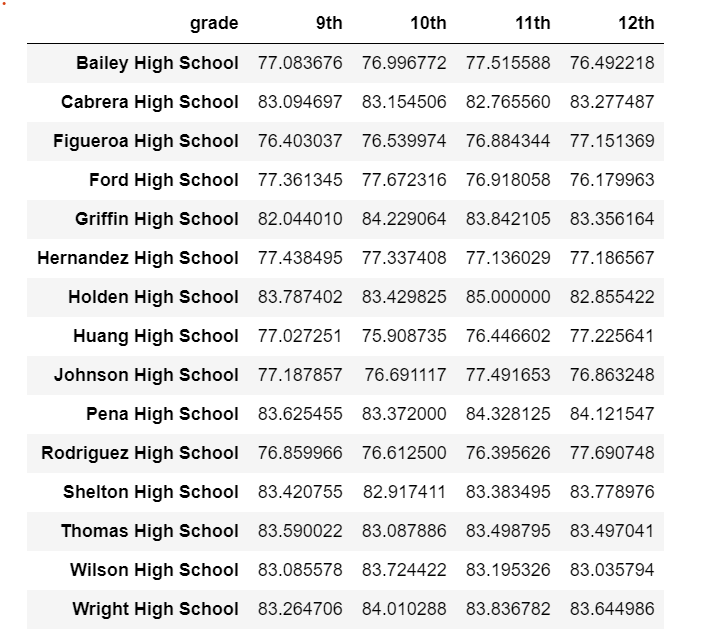 grade 9th 10th 11th 12th
Bailey High School 77.083676 76.996772 77.515588 76.492218
Cabrera High School 83.094697 83.154506 82.765560 83.277487
Figueroa High School 76.403037 76.539974 76.884344 77.151369
Ford High School 77.361345 77.672316 76.918058 76.179963
Griffin High School 82.044010 84.229064 83.842105 83.356164
Hernandez High School 77.438495 77.337408 77.136029 77.186567
Holden High School 83.787402 83.429825 85.000000 82.855422
Huang High School 77.027251 75.908735 76.446602 77.225641
Johnson High School 77.187857 76.691117 77.491653 76.863248
Pena High School 83.625455 83.372000 84.328125 84.121547
Rodriguez High School 76.859966 76.612500 76.395626 77.690748
Shelton High School 83.420755 82.917411 83.383495 83.778976
Thomas High School 83.590022 83.087886 83.498795 83.497041
Wilson High School 83.085578 83.724422 83.195326 83.035794
Wright High School 83.264706 84.010288 83.836782 83.644986